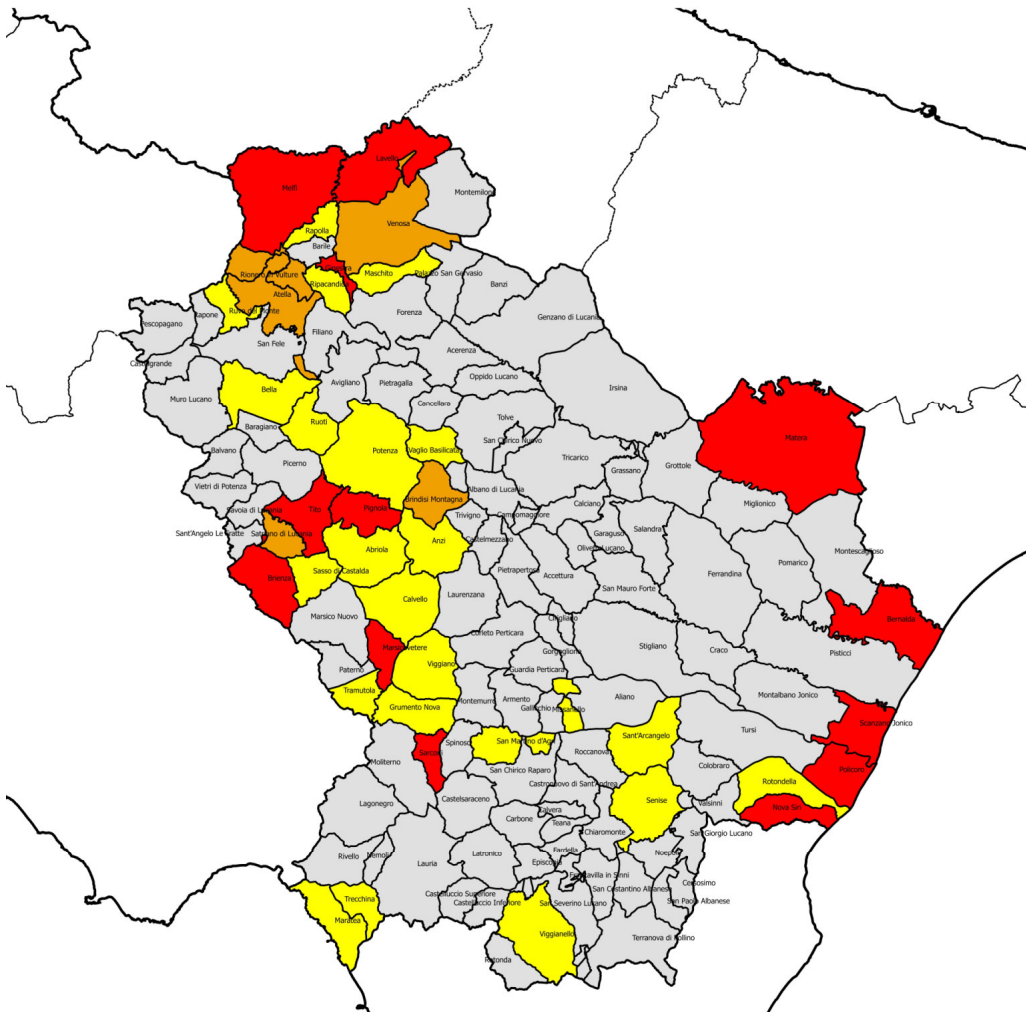 Lavello
Melfi
Montemilone
Venosa
Rapolla
Barile
Maschito
Palazzo San Gervasio
Rionero in Vulture
Ripacandida
Banzi
Atella
Ruvo del Monte
Rapone
Forenza
Genzano di Lucania
Pescopagano
Filiano
San Fele
Acerenza
Castelgrande
Oppido Lucano
Avigliano
Pietragalla
Irsina
Bella
Muro Lucano
Cancellara
Tolve
Matera
Ruoti
Baragiano
San Chirico Nuovo
Balvano
Potenza
Vaglio Basilicata
Tricarico
Grottole
Picerno
Grassano
Vietri di Potenza
Albano di Lucania
Brindisi Montagna
Calciano
Miglionico
Savoia di Lucania
Tito
Pignola
Trivigno
Campomaggiore
Sant'Angelo Le Fratte
Satriano di Lucania
Garaguso
Salandra
Abriola
Anzi
Castelmezzano
Oliveto Lucano
Montescaglioso
Pomarico
Sasso di Castalda
Pietrapertosa
Accettura
Ferrandina
Brienza
San Mauro Forte
Calvello
Laurenzana
Marsico Nuovo
Cirigliano
Bernalda
Corleto Perticara
Marsicovetere
Stigliano
Gorgoglione
Craco
Pisticci
Paterno
Viggiano
Guardia Perticara
Tramutola
Montemurro
Armento
Aliano
Montalbano Jonico
Grumento Nova
Gallicchio
Missanello
Scanzano Jonico
Sant'Arcangelo
Tursi
Spinoso
San Martino d'Agri
Sarconi
Roccanova
Moliterno
Colobraro
San Chirico Raparo
Policoro
Rotondella
Castelsaraceno
Castronuovo di Sant'Andrea
Senise
Lagonegro
Valsinni
Nova Siri
Calvera
Carbone
Teana
Chiaromonte
San Giorgio Lucano
Fardella
Latronico
Nemoli
Rivello
Lauria
Episcopia
Noepoli
Francavilla in Sinni
Cersosimo
Castelluccio Superiore
San Costantino Albanese
Trecchina
Castelluccio Inferiore
San Severino Lucano
San Paolo Albanese
Maratea
Viggianello
Terranova di Pollino
Rotonda